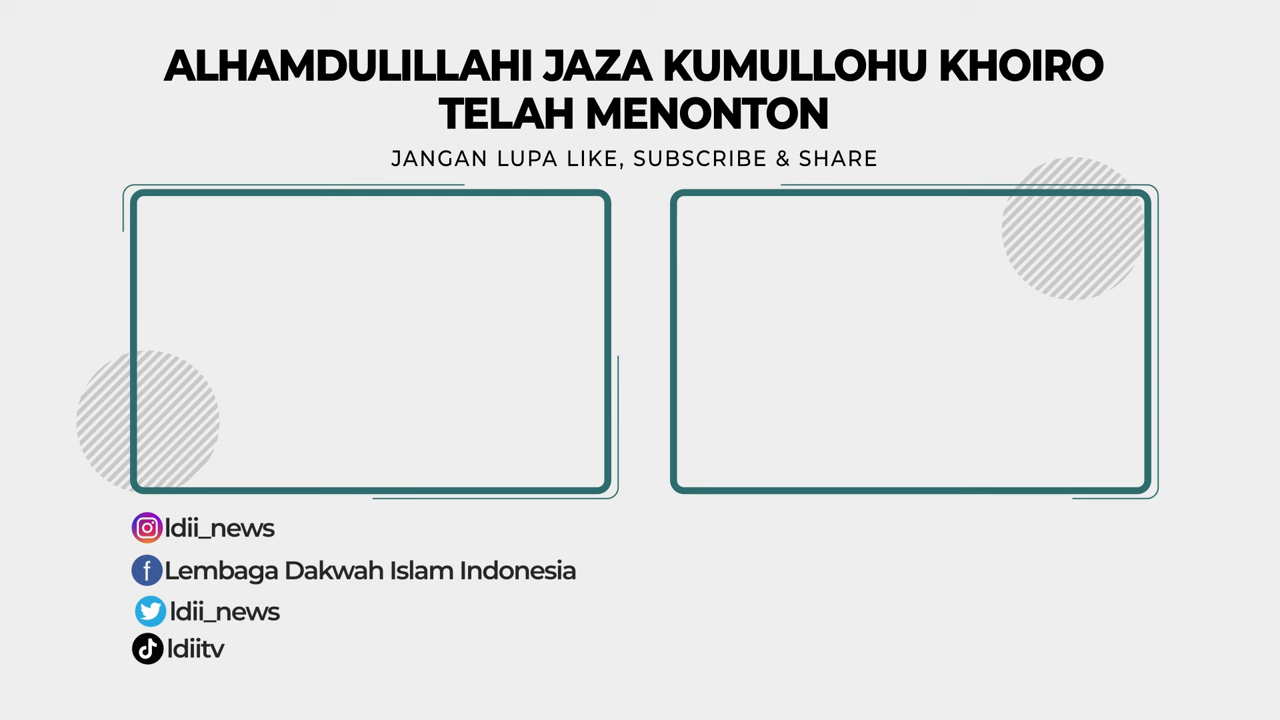 ALHAMDULILLAHI JAZA KUMULLOHU KHOIRO
TELAH MENONTON
JANGAN LUPA LIKE, SUBSCRIBE & SHARE
ldii_news
Lembaga Dakwah Islam Indonesia
ldii_news
ldiitv